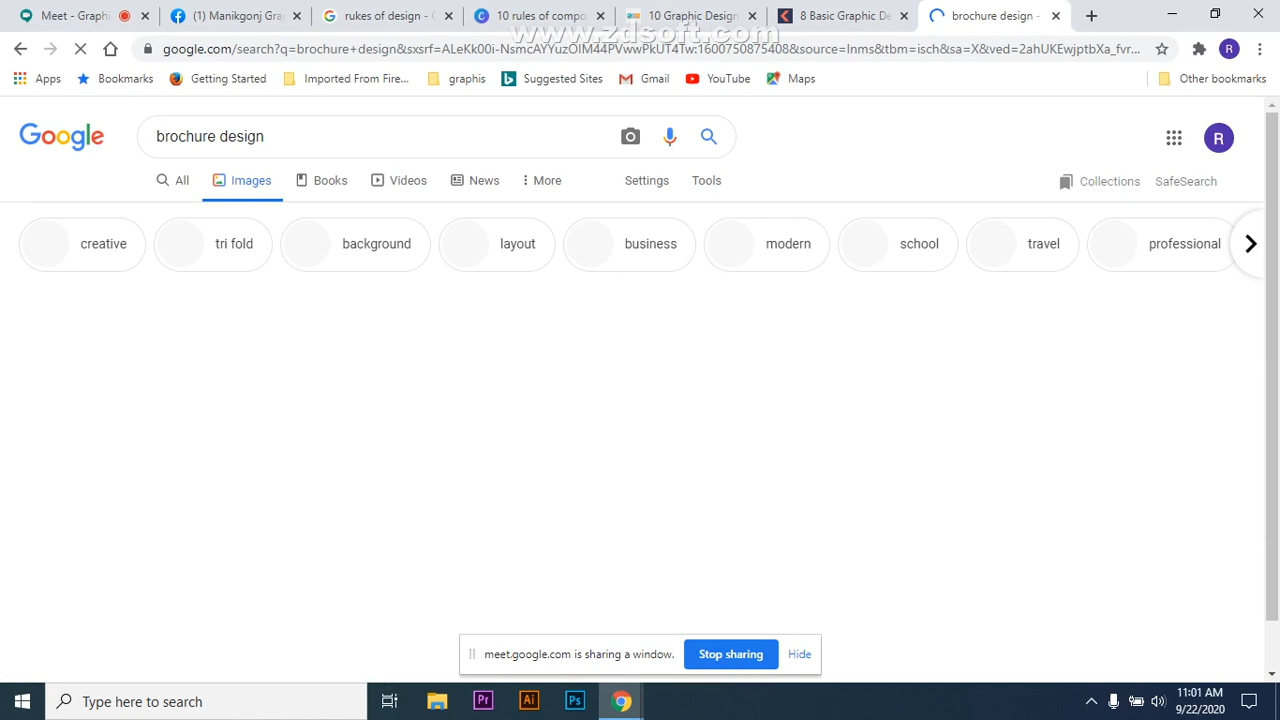 Meet - Graphi
(1) Manikgonj Gra
rukes of design - G
10 rules of compo
10 Graphic Design
8 Basic Graphic De
brochure design -
www.zdsoft.com
google.com/search?q=brochure+design&sxsrf=ALeKk00i-NsmcAYYuzOIM44PVwwPkUT4Tw:1600750875408&source=lnms&tbm=isch&sa=X&ved=2ahUKEwjptbXa_fvr...
R
Apps
Bookmarks
Getting Started
Imported From Fire...
graphis
Suggested Sites
Gmail
YouTube
Maps
Other bookmarks
Google
brochure design
R
All
Images
Books
Videos
News
More
Settings
Tools
Collections
SafeSearch
creative
tri fold
background
layout
business
modern
school
travel
professional
meet.google.com is sharing a window.
Stop sharing
Hide
Type here to search
Pr
Ai
Ps
11:01 AM
9/22/2020